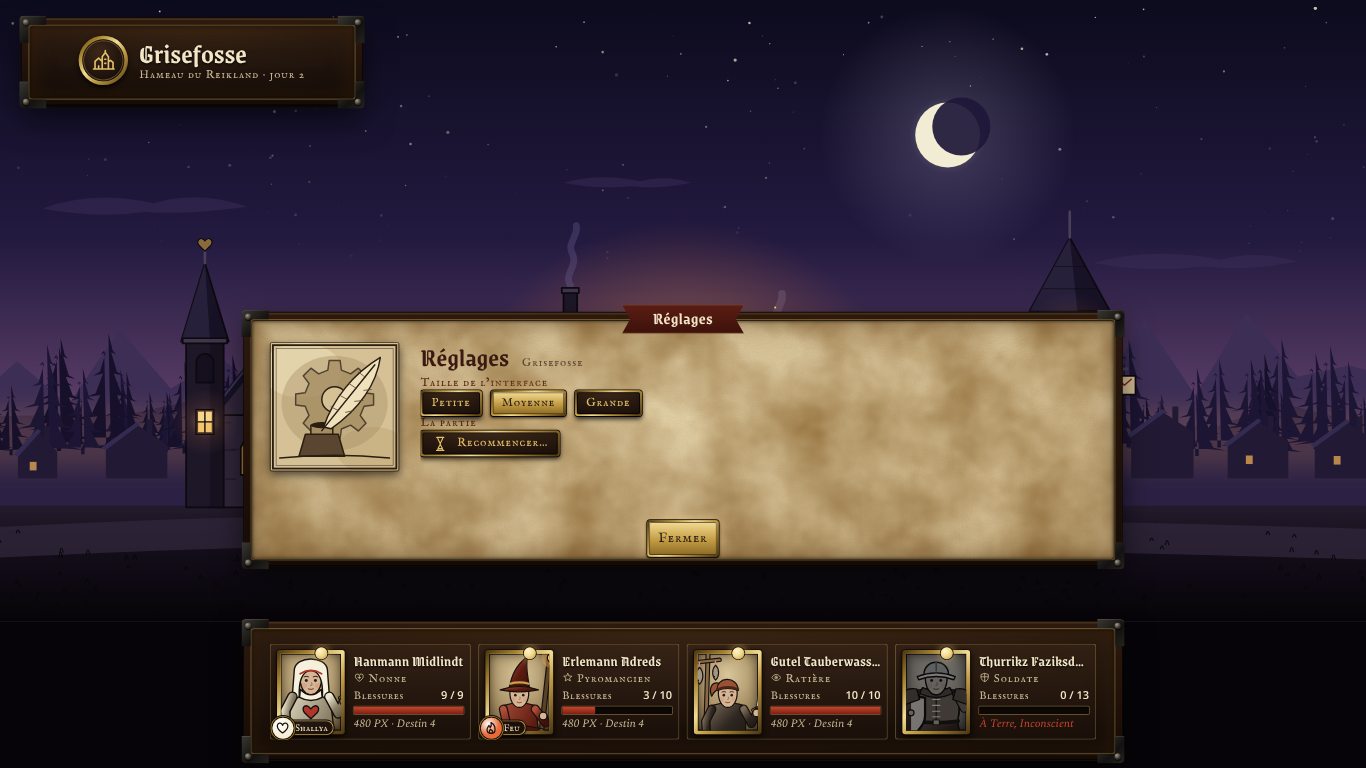 Grisefosse
Hameau du Reikland · jour 2
Réglages
Réglages Grisefosse
Taille de l'interface
Petite Moyenne Grande
La partie
Recommencer…
Fermer
Hanmann Midlindt
Nonne
Blessures 9 / 9
480 PX · Destin 4
Shallya
Erlemann Adreds
Pyromancien
Blessures 3 / 10
480 PX · Destin 4
Feu
Gutel Tauberwass…
Ratière
Blessures 10 / 10
480 PX · Destin 4
Thurrikz Faziksd…
Soldate
Blessures 0 / 13
À Terre, Inconscient